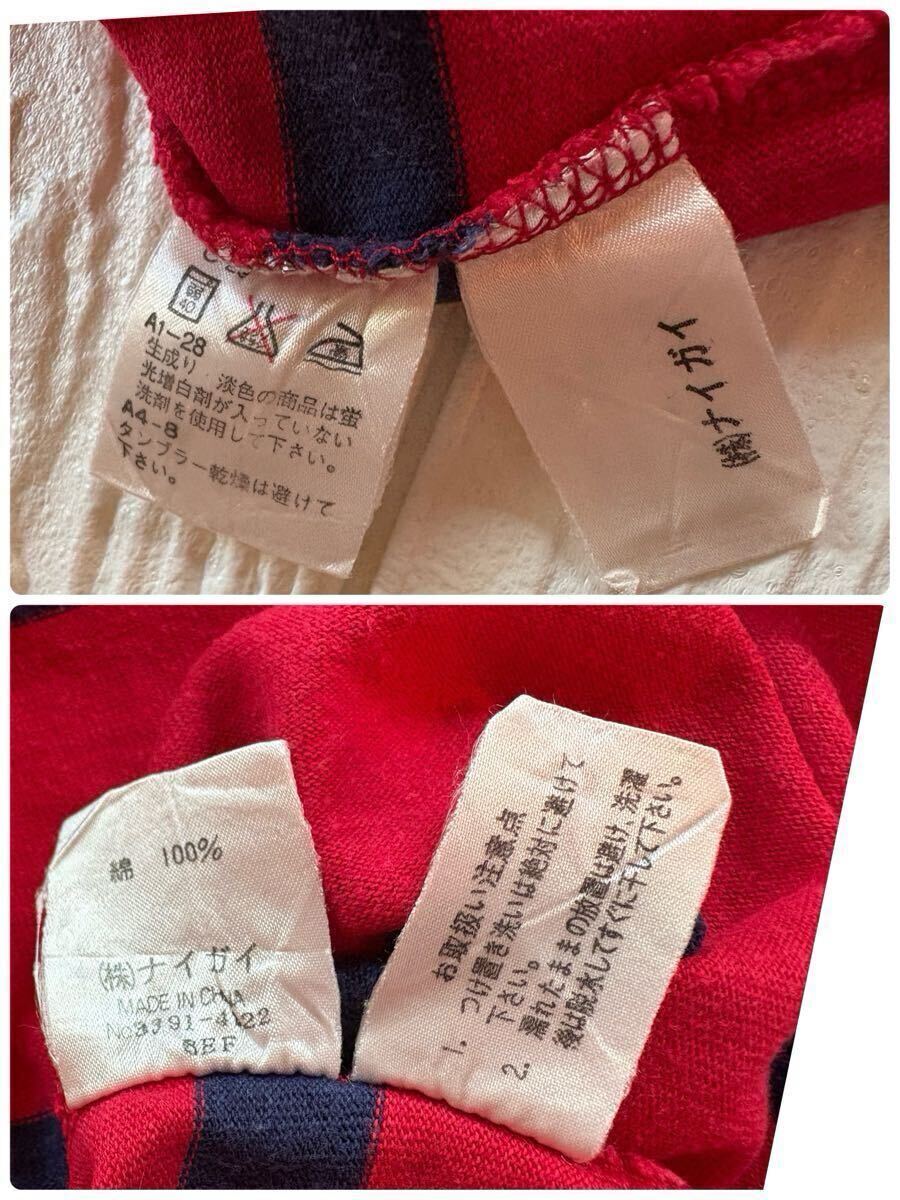 弱
40
A1-28
生成り、淡色の商品は蛍
光増白剤が入っていない
洗剤を使用して下さい。
A4-8
タンブラー乾燥は避けて
下さい。
(株)ナイガイ
綿 100%
(株)ナイガイ
MADE IN CHINA
No.3J91-4122
SEF
お取扱い注意点
1. つけ置き洗いは絶対に避けて
下さい。
2. 濡れたままの放置は避け、洗濯
後は脱水してすぐに干して下さい。